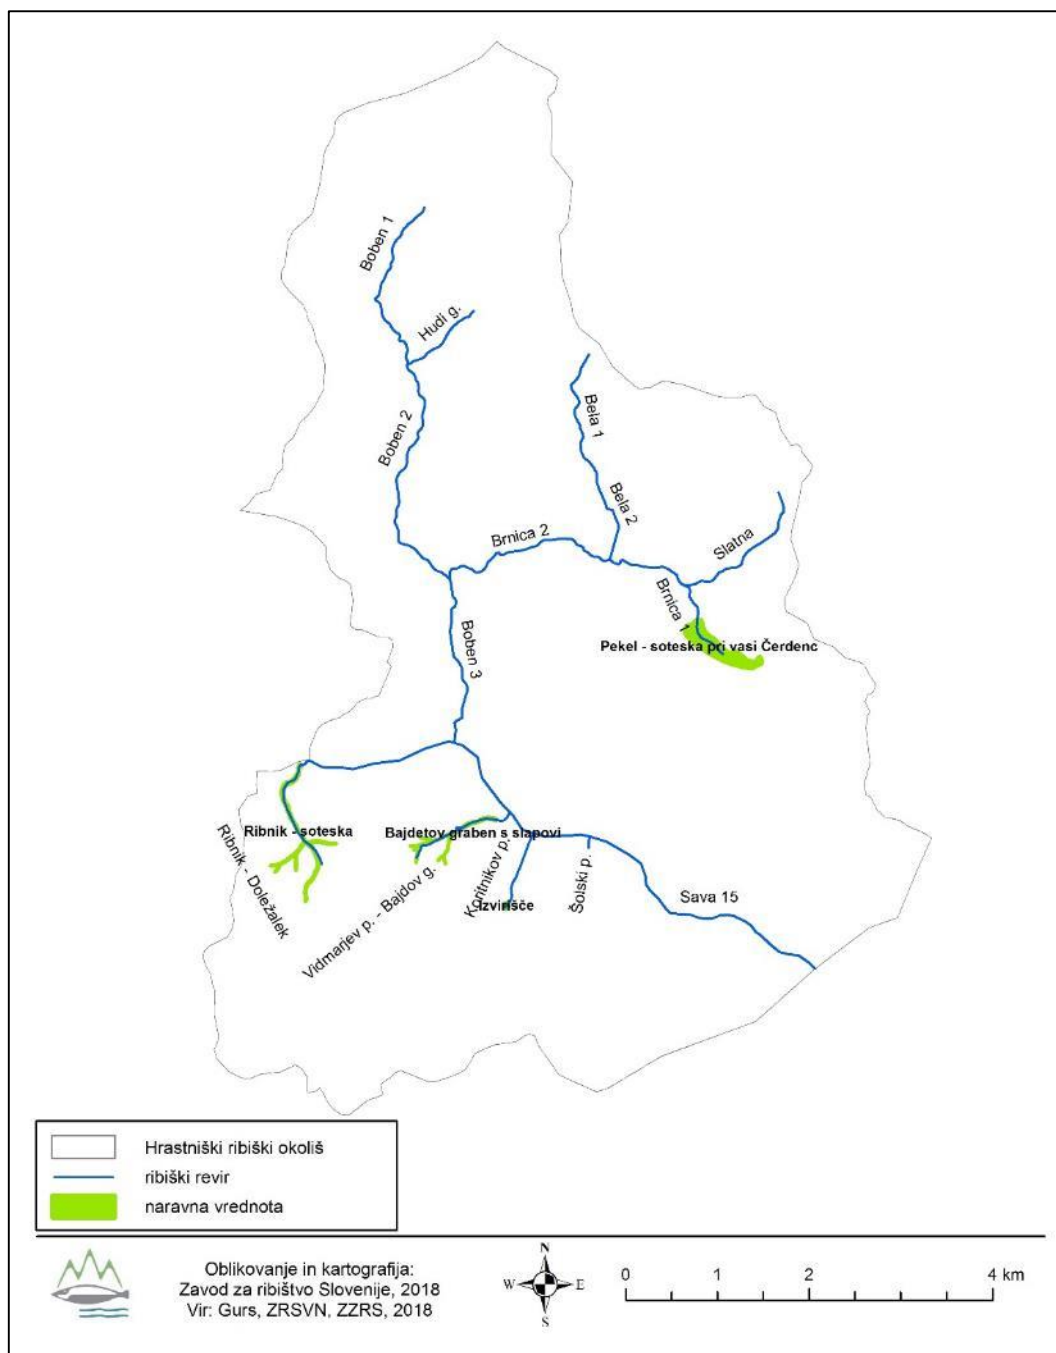 Boben 1
Hudi g.
Boben 2
Bela 1
Bela 2
Slatna
Brnica 2
Brnica 1
Boben 3
Pekel - soteska pri vasi Čerdenc
Ribnik - soteska
Bajdetov graben s slapovi
Ribnik - Doležalek
Vidmarjev p. - Bajdov g.
Koritnikov p.
Izvirišče
Šolski p.
Sava 15
Hrastniški ribiški okoliš
ribiški revir
naravna vrednota
Oblikovanje in kartografija:
Zavod za ribištvo Slovenije, 2018
Vir: Gurs, ZRSVN, ZZRS, 2018
N
W E
S
0 1 2 4 km